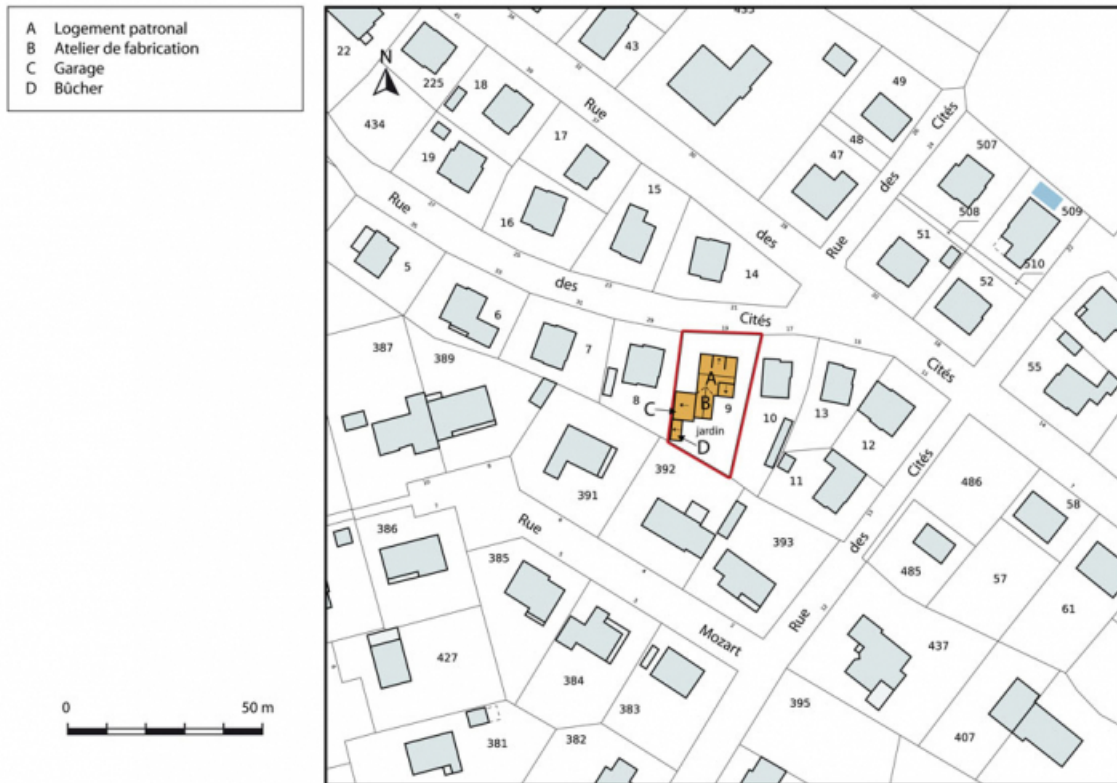 A Logement patronal
B Atelier de fabrication
C Garage
D Bûcher
N
22
225
18
43
49
434
19
17
48
47
507
16
15
14
508
509
51
510
52
Rue
des
Cités
Rue
des
Cités
Rue
des
Cités
5
6
7
8
A
B
9
C
D
jardin
10
13
12
11
55
387
389
391
392
393
486
58
386
385
485
57
61
Rue
Mozart
Rue
des
Cités
427
384
383
437
395
407
381
382
0
50 m